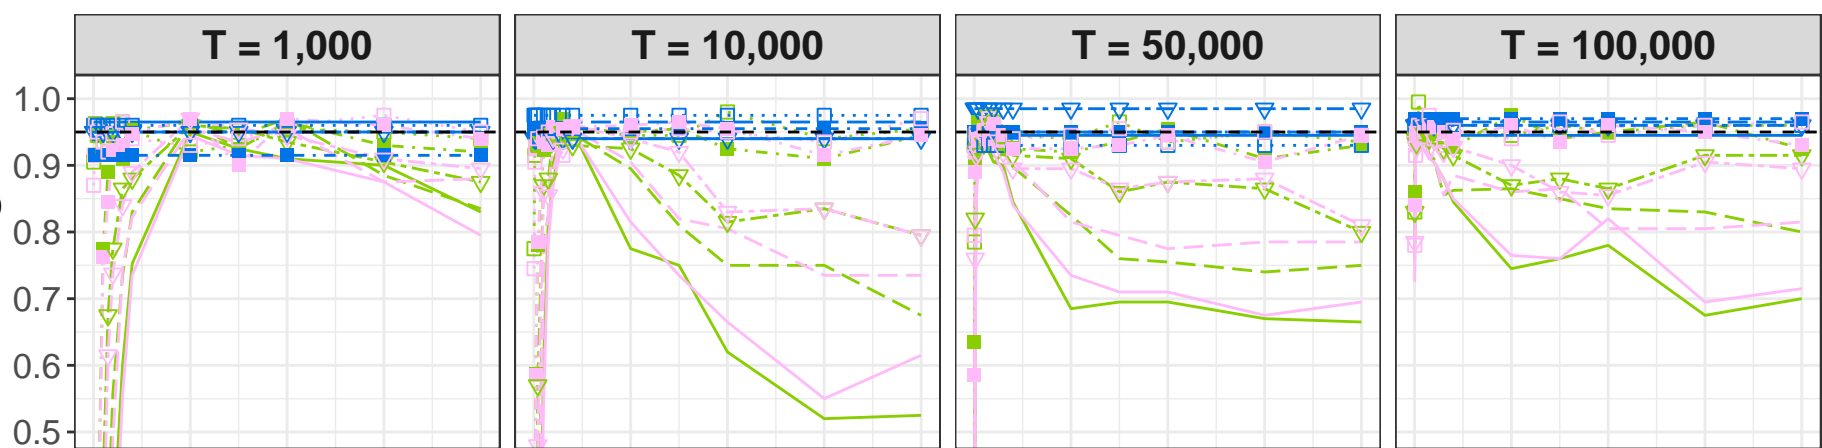 T = 1,000
T = 10,000
T = 50,000
T = 100,000
1.0
0.9
0.8
0.7
0.6
0.5